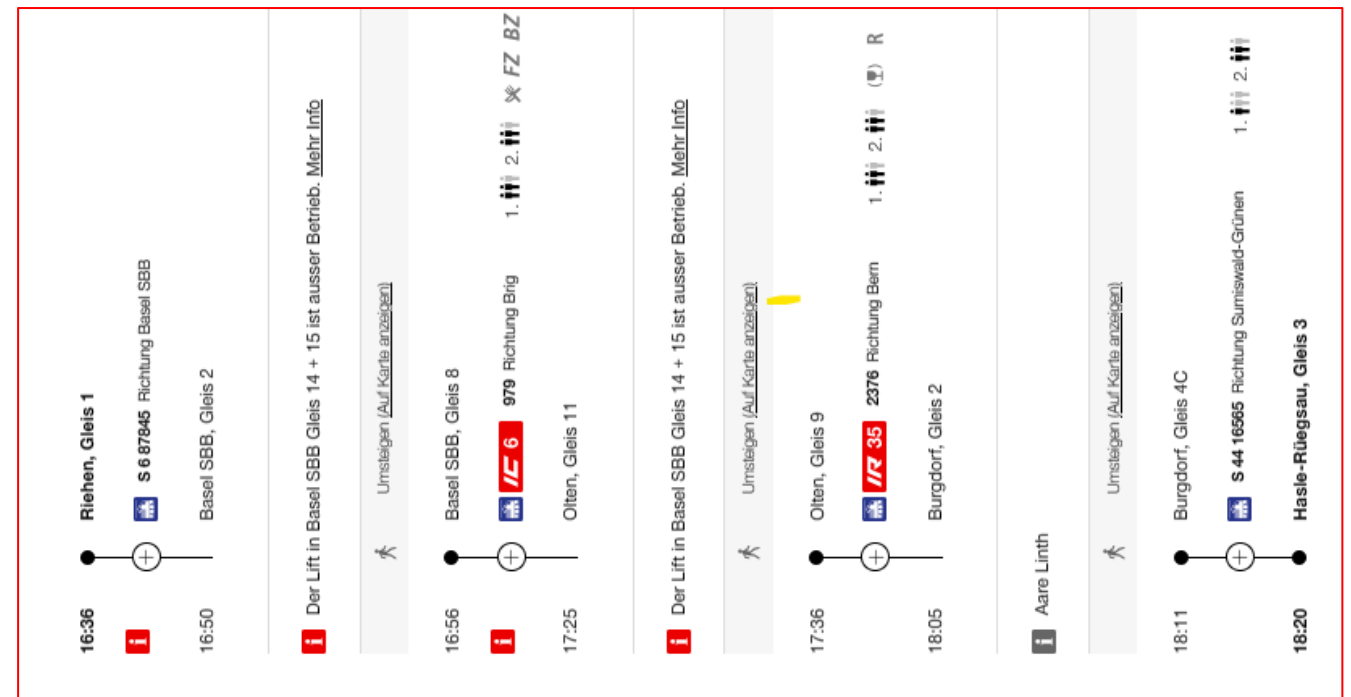 16:36 Riehen, Gleis 1
i S 6 87845 Richtung Basel SBB
16:50 Basel SBB, Gleis 2
i Der Lift in Basel SBB Gleis 14 + 15 ist ausser Betrieb. Mehr Info
Umsteigen (Auf Karte anzeigen)
16:56 Basel SBB, Gleis 8
i IC 6 979 Richtung Brig 1. 2. FZ BZ
17:25 Olten, Gleis 11
i Der Lift in Basel SBB Gleis 14 + 15 ist ausser Betrieb. Mehr Info
Umsteigen (Auf Karte anzeigen)
17:36 Olten, Gleis 9
IR 35 2376 Richtung Bern 1. 2. R
18:05 Burgdorf, Gleis 2
i Aare Linth
Umsteigen (Auf Karte anzeigen)
18:11 Burgdorf, Gleis 4C
S 44 16565 Richtung Sumiswald-Grünen 1. 2.
18:20 Hasle-Rüegsau, Gleis 3